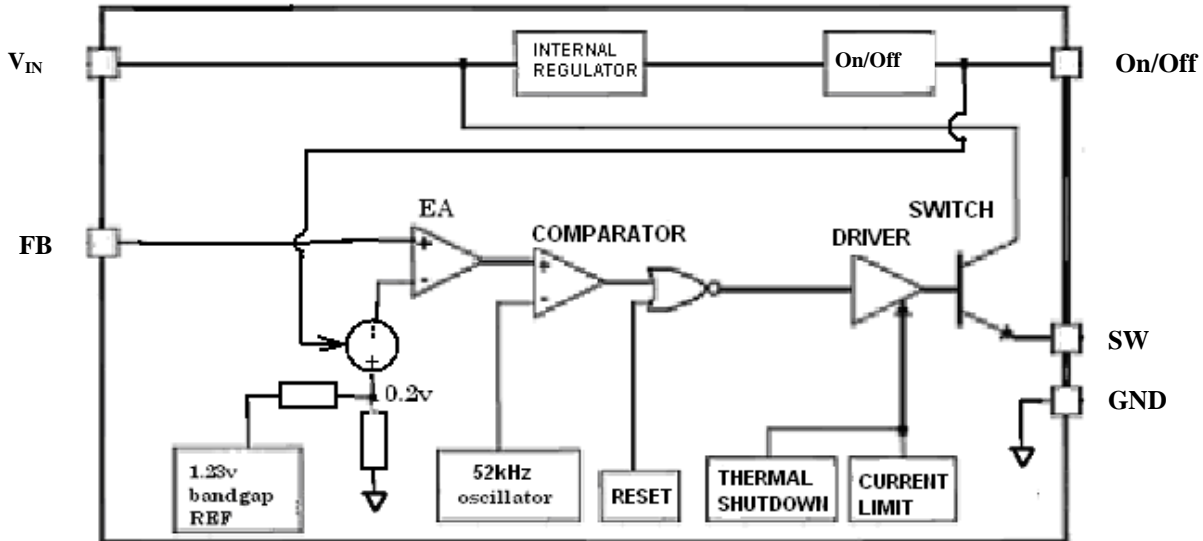 V_IN
INTERNAL
REGULATOR
On/Off
On/Off
FB
EA
+
-
COMPARATOR
+
-
DRIVER
SWITCH
SW
GND
+
0.2v
1.23v
bandgap
REF
52kHz
oscillator
RESET
THERMAL
SHUTDOWN
CURRENT
LIMIT